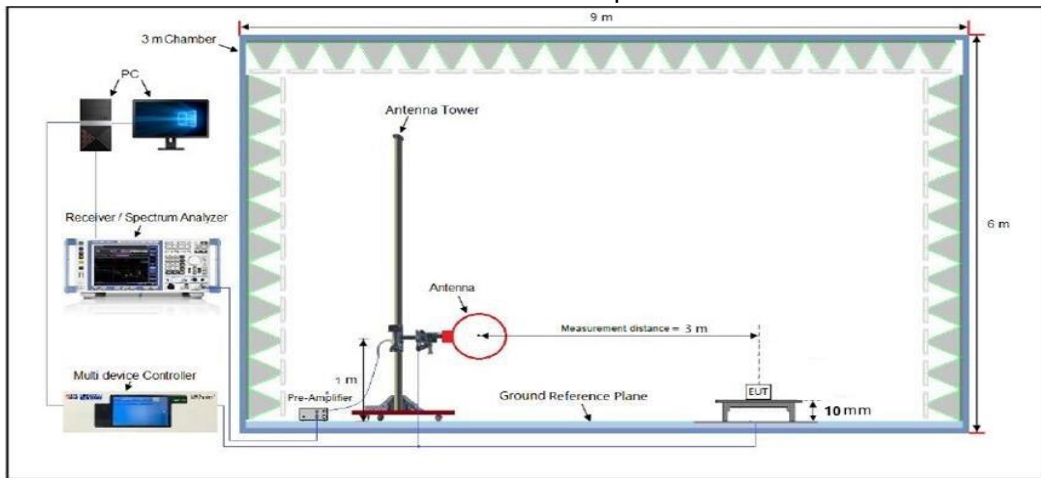 9 m
3 m Chamber
PC
Antenna Tower
Receiver / Spectrum Analyzer
6 m
Antenna
Measurement distance = 3 m
1 m
Multi device Controller
Pre-Amplifier
EUT
Ground Reference Plane
10 mm